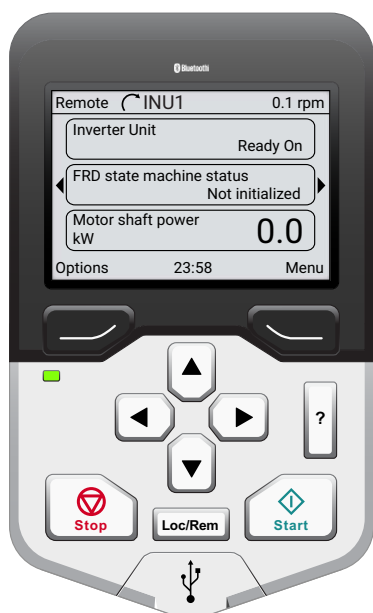 Bluetooth
Remote INU1 0.1 rpm
Inverter Unit
Ready On
FRD state machine status
Not initialized
Motor shaft power
kW 0.0
Options 23:58 Menu
?
Stop Loc/Rem Start